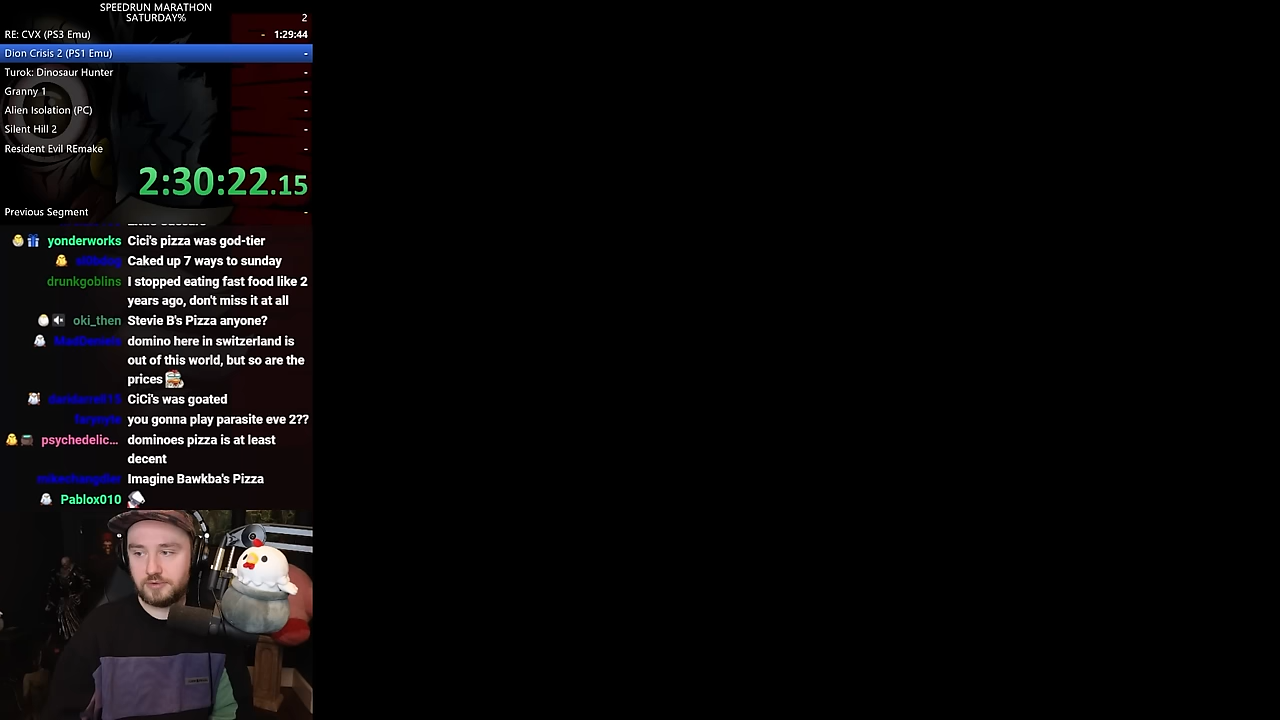 SPEEDRUN MARATHON
SATURDAY%
2
RE: CVX (PS3 Emu) - 1:29:44
Dion Crisis 2 (PS1 Emu) -
Turok: Dinosaur Hunter -
Granny 1 -
Alien Isolation (PC) -
Silent Hill 2 -
Resident Evil REmake -
2:30:22.15
Previous Segment -
yonderworks Cici's pizza was god-tier
Caked up 7 ways to sunday
drunkgoblins I stopped eating fast food like 2
years ago, don't miss it at all
oki_then Stevie B's Pizza anyone?
domino here in switzerland is
out of this world, but so are the
prices
CiCi's was goated
you gonna play parasite eve 2??
psychedelic... dominoes pizza is at least
decent
Imagine Bawkba's Pizza
Pablox010